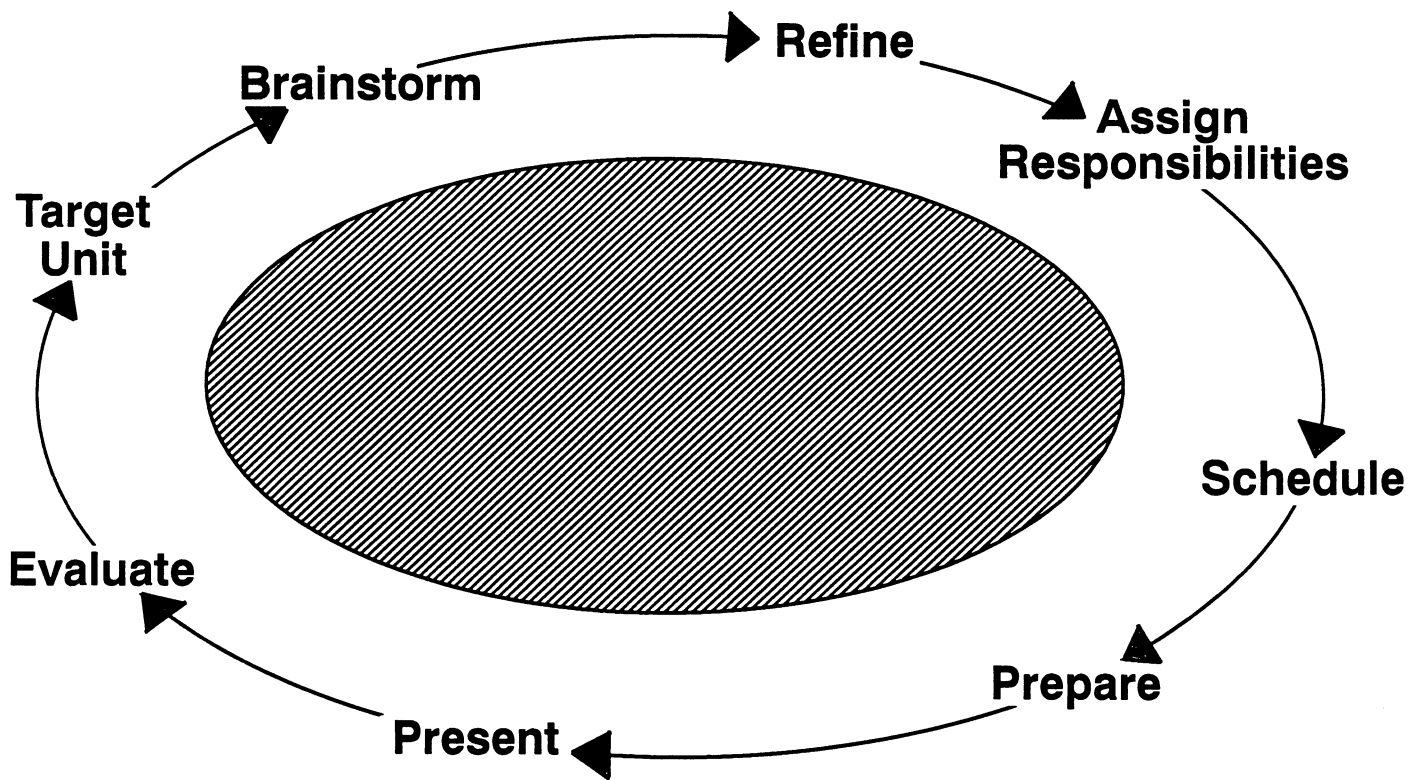 Refine
Brainstorm
Assign
Responsibilities
Target
Unit
Schedule
Evaluate
Prepare
Present